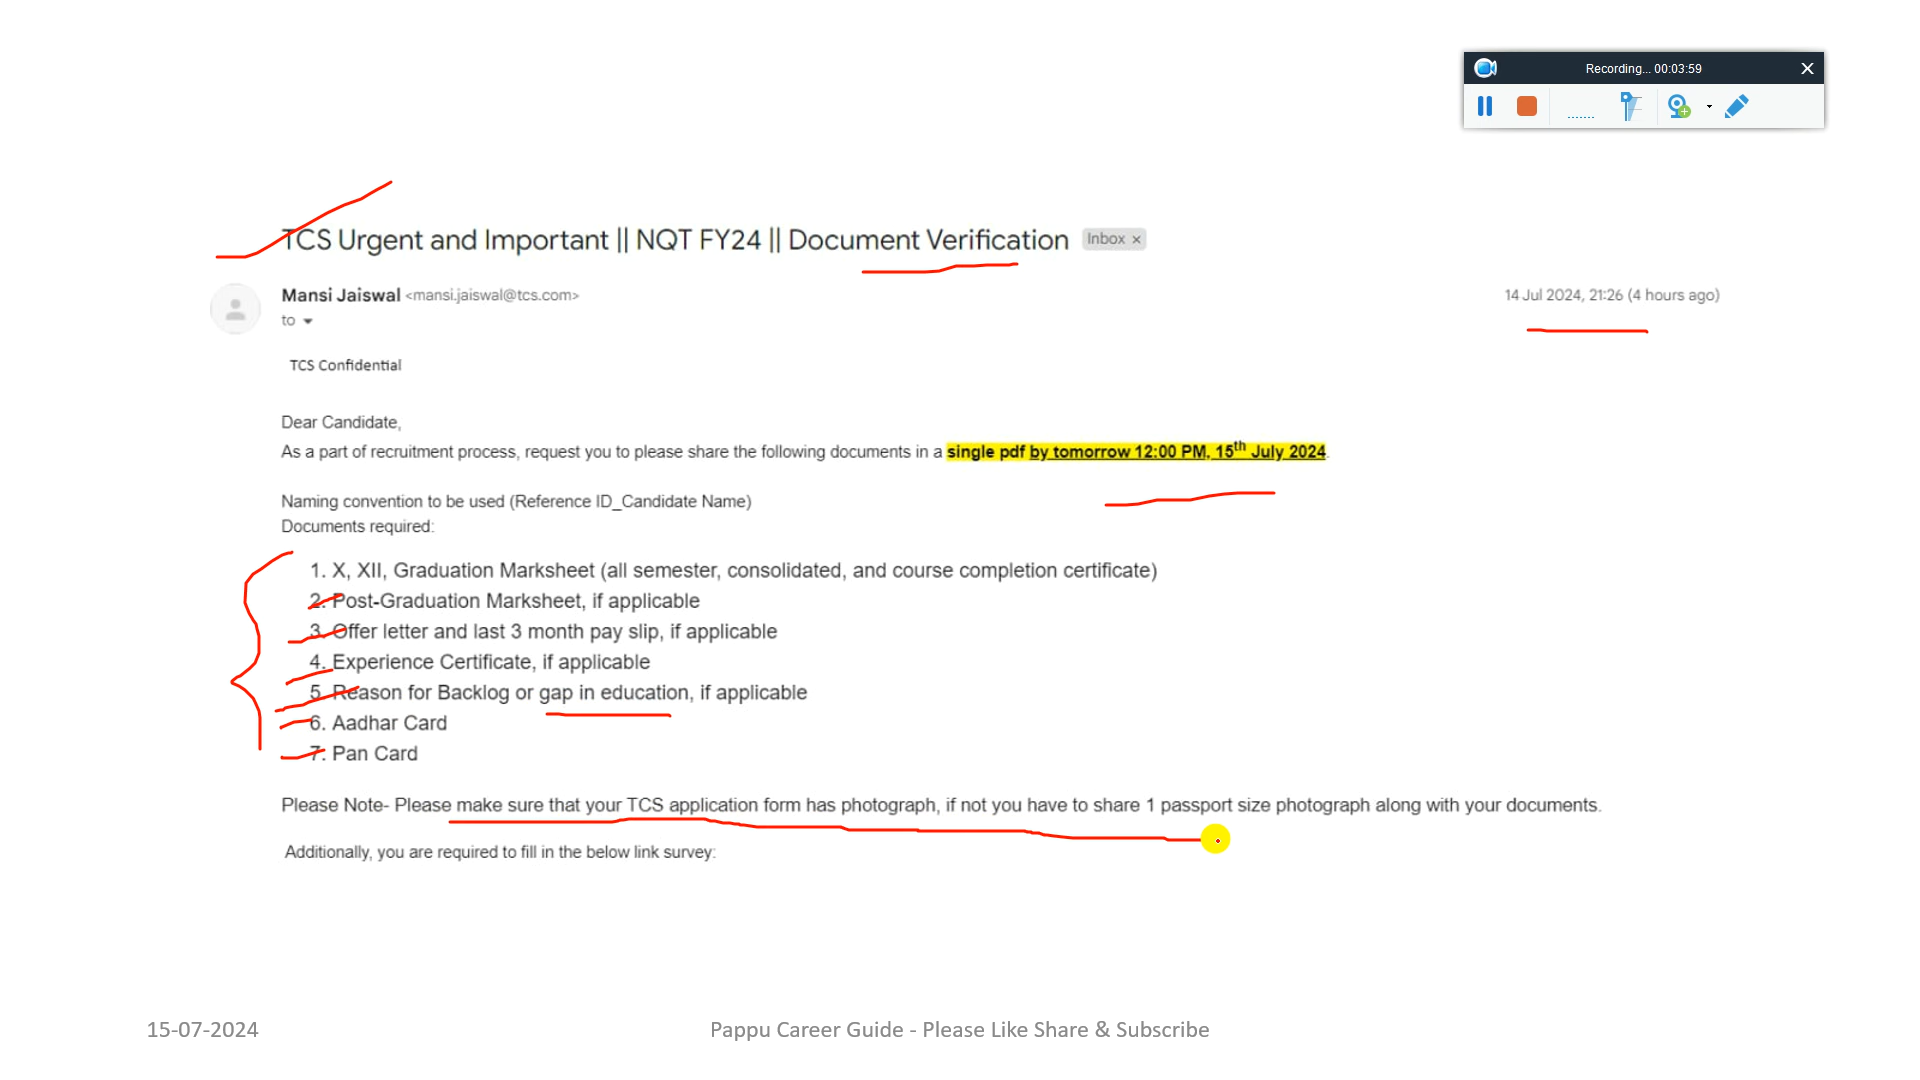 Recording... 00:03:59
TCS Urgent and Important || NQT FY24 || Document Verification Inbox ×
Mansi Jaiswal <mansi.jaiswal@tcs.com> 14 Jul 2024, 21:26 (4 hours ago)
to
TCS Confidential
Dear Candidate,
As a part of recruitment process, request you to please share the following documents in a single pdf by tomorrow 12:00 PM, 15th July 2024.
Naming convention to be used (Reference ID_Candidate Name)
Documents required:
1. X, XII, Graduation Marksheet (all semester, consolidated, and course completion certificate)
2. Post-Graduation Marksheet, if applicable
3. Offer letter and last 3 month pay slip, if applicable
4. Experience Certificate, if applicable
5. Reason for Backlog or gap in education, if applicable
6. Aadhar Card
7. Pan Card
Please Note- Please make sure that your TCS application form has photograph, if not you have to share 1 passport size photograph along with your documents.
Additionally, you are required to fill in the below link survey:
15-07-2024 Pappu Career Guide - Please Like Share & Subscribe